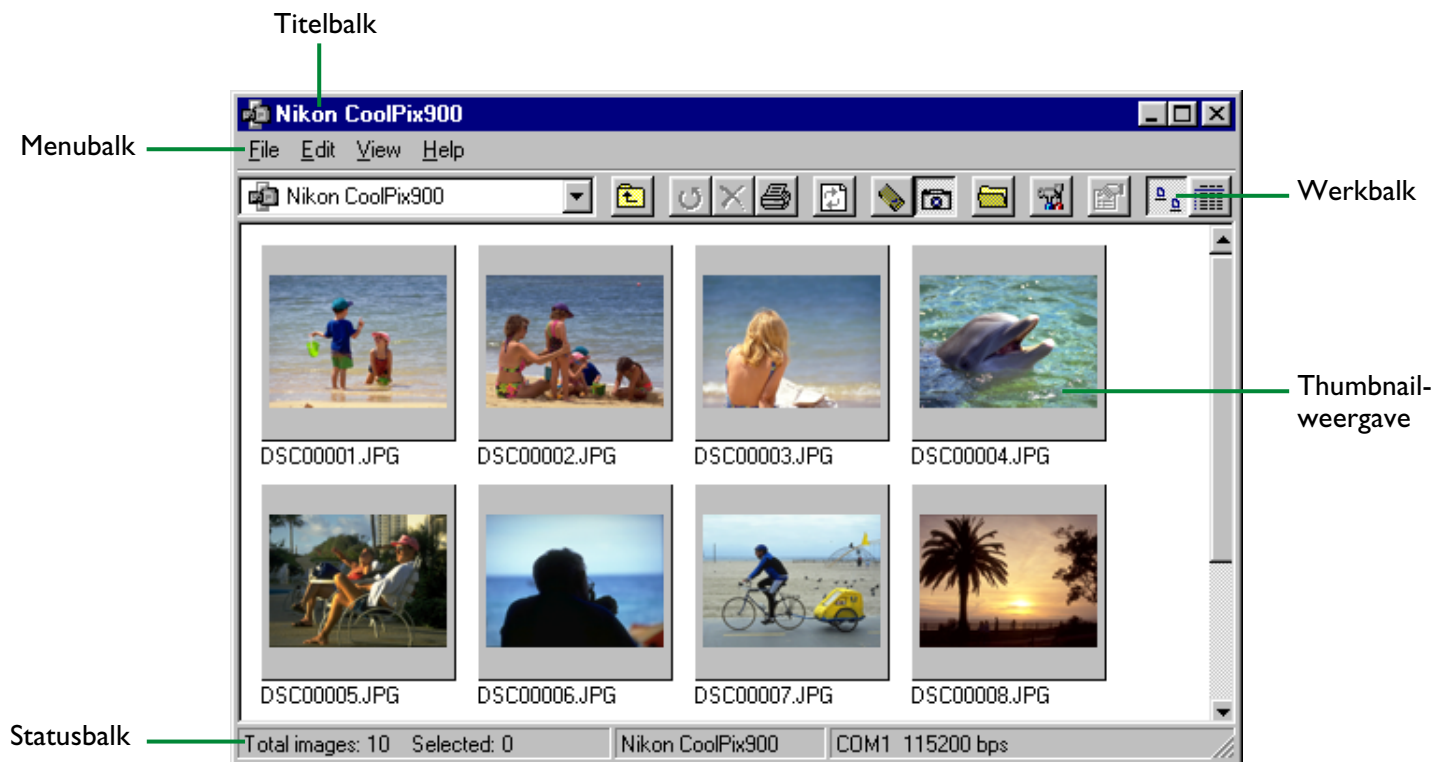 Titelbalk
Nikon CoolPix900
Menubalk
File Edit View Help
Nikon CoolPix900
Werkbalk
DSC00001.JPG DSC00002.JPG DSC00003.JPG DSC00004.JPG
Thumbnail-
weergave
DSC00005.JPG DSC00006.JPG DSC00007.JPG DSC00008.JPG
Statusbalk
Total images: 10 Selected: 0 Nikon CoolPix900 COM1 115200 bps